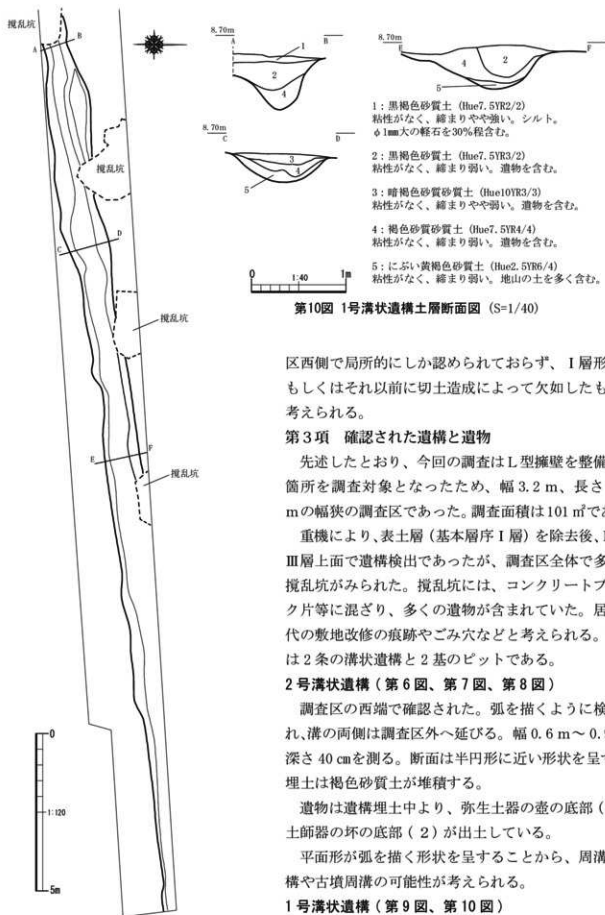 攪乱坑
A
B
攪乱坑
C
D
攪乱坑
E
F
攪乱坑
0
1:120
5m
8.70m
A
B
1
2
4
8.70m
E
F
4
2
5
8.70m
C
D
3
4
5
0
1:40
1m
1：黒褐色砂質土 (Hue7.5YR2/2)
粘性がなく、締まりやや強い。シルト。
φ1mm大の軽石を30%程含む。
2：黒褐色砂質土 (Hue7.5YR3/2)
粘性がなく、締まり弱い。遺物を含む。
3：暗褐色砂質砂質土 (Hue10YR3/3)
粘性がなく、締まりやや弱い。遺物を含む。
4：褐色砂質砂質土 (Hue7.5YR4/4)
粘性がなく、締まり弱い。遺物を含む。
5：にぶい黄褐色砂質土 (Hue2.5YR6/4)
粘性がなく、締まり弱い。地山の土を多く含む。
第10図 1号溝状遺構土層断面図 (S=1/40)
区西側で局所的にしか認められておらず、Ⅰ層形
もしくはそれ以前に切土造成によって欠如したも
考えられる。
第３項 確認された遺構と遺物
先述したとおり、今回の調査はＬ型擁壁を整備
箇所を調査対象となったため、幅 3.2 m、長さ
mの幅狭の調査区であった。調査面積は101 ㎡であ
重機により、表土層（基本層序Ⅰ層）を除去後、
Ⅲ層上面で遺構検出であったが、調査区全体で多
攪乱坑がみられた。攪乱坑には、コンクリートブ
ク片等に混ざり、多くの遺物が含まれていた。居
代の敷地改修の痕跡やごみ穴などと考えられる。
は２条の溝状遺構と２基のピットである。
２号溝状遺構（第６図、第７図、第８図）
調査区の西端で確認された。弧を描くように検
れ、溝の両側は調査区外へ延びる。幅 0.6 m～ 0.
深さ 40 ㎝を測る。断面は半円形に近い形状を呈す
埋土は褐色砂質土が堆積する。
遺物は遺構埋土中より、弥生土器の壺の底部（
土師器の坏の底部（２）が出土している。
平面形が弧を描く形状を呈することから、周溝
構や古墳周溝の可能性が考えられる。
１号溝状遺構（第９図、第10図）